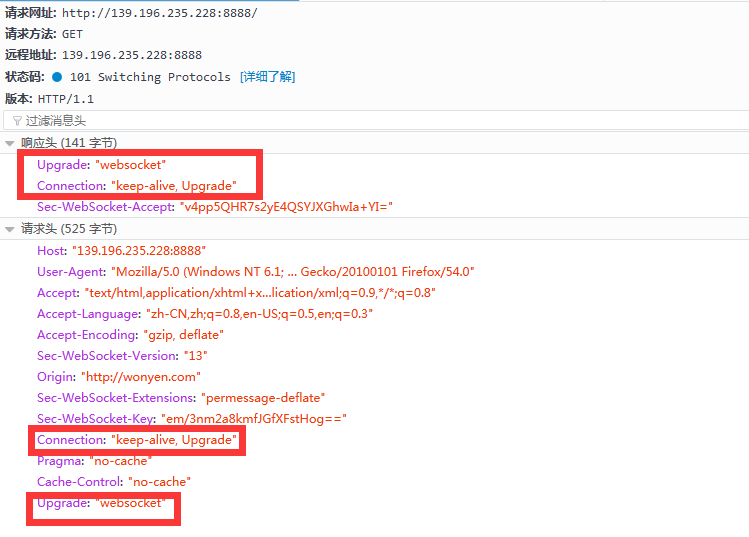 请求网址: http://139.196.235.228:8888/
请求方法: GET
远程地址: 139.196.235.228:8888
状态码: 101 Switching Protocols [详细了解]
版本: HTTP/1.1
过滤消息头
响应头 (141 字节)
Upgrade: "websocket"
Connection: "keep-alive, Upgrade"
Sec-WebSocket-Accept: "v4pp5QHR7s2yE4QSYJXGhwIa+YI="
请求头 (525 字节)
Host: "139.196.235.228:8888"
User-Agent: "Mozilla/5.0 (Windows NT 6.1; ... Gecko/20100101 Firefox/54.0"
Accept: "text/html,application/xhtml+x...lication/xml;q=0.9,*/*;q=0.8"
Accept-Language: "zh-CN,zh;q=0.8,en-US;q=0.5,en;q=0.3"
Accept-Encoding: "gzip, deflate"
Sec-WebSocket-Version: "13"
Origin: "http://wonyen.com"
Sec-WebSocket-Extensions: "permessage-deflate"
Sec-WebSocket-Key: "em/3nm2a8kmfJGfXFstHog=="
Connection: "keep-alive, Upgrade"
Pragma: "no-cache"
Cache-Control: "no-cache"
Upgrade: "websocket"